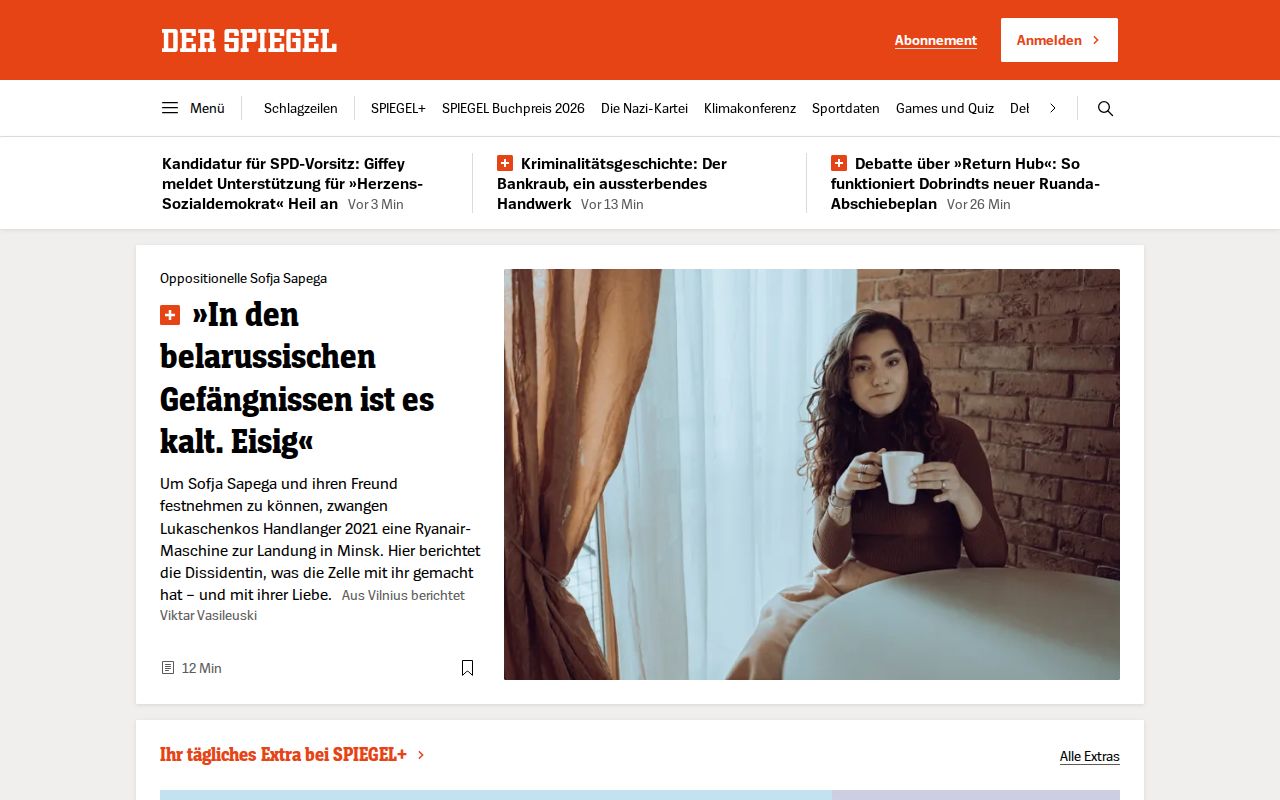 DER SPIEGEL
Abonnement
Anmelden
Menü
Schlagzeilen
SPIEGEL+
SPIEGEL Buchpreis 2026
Die Nazi-Kartei
Klimakonferenz
Sportdaten
Games und Quiz
Kandidatur für SPD-Vorsitz: Giffey
meldet Unterstützung für »Herzens-
Sozialdemokrat« Heil an Vor 3 Min
Kriminalitätsgeschichte: Der
Bankraub, ein aussterbendes
Handwerk Vor 13 Min
Debatte über »Return Hub«: So
funktioniert Dobrindts neuer Ruanda-
Abschiebeplan Vor 26 Min
Oppositionelle Sofja Sapega
»In den
belarussischen
Gefängnissen ist es
kalt. Eisig«
Um Sofja Sapega und ihren Freund
festnehmen zu können, zwangen
Lukaschenkos Handlanger 2021 eine Ryanair-
Maschine zur Landung in Minsk. Hier berichtet
die Dissidentin, was die Zelle mit ihr gemacht
hat – und mit ihrer Liebe. Aus Vilnius berichtet
Viktar Vasileuski
12 Min
Ihr tägliches Extra bei SPIEGEL+
Alle Extras